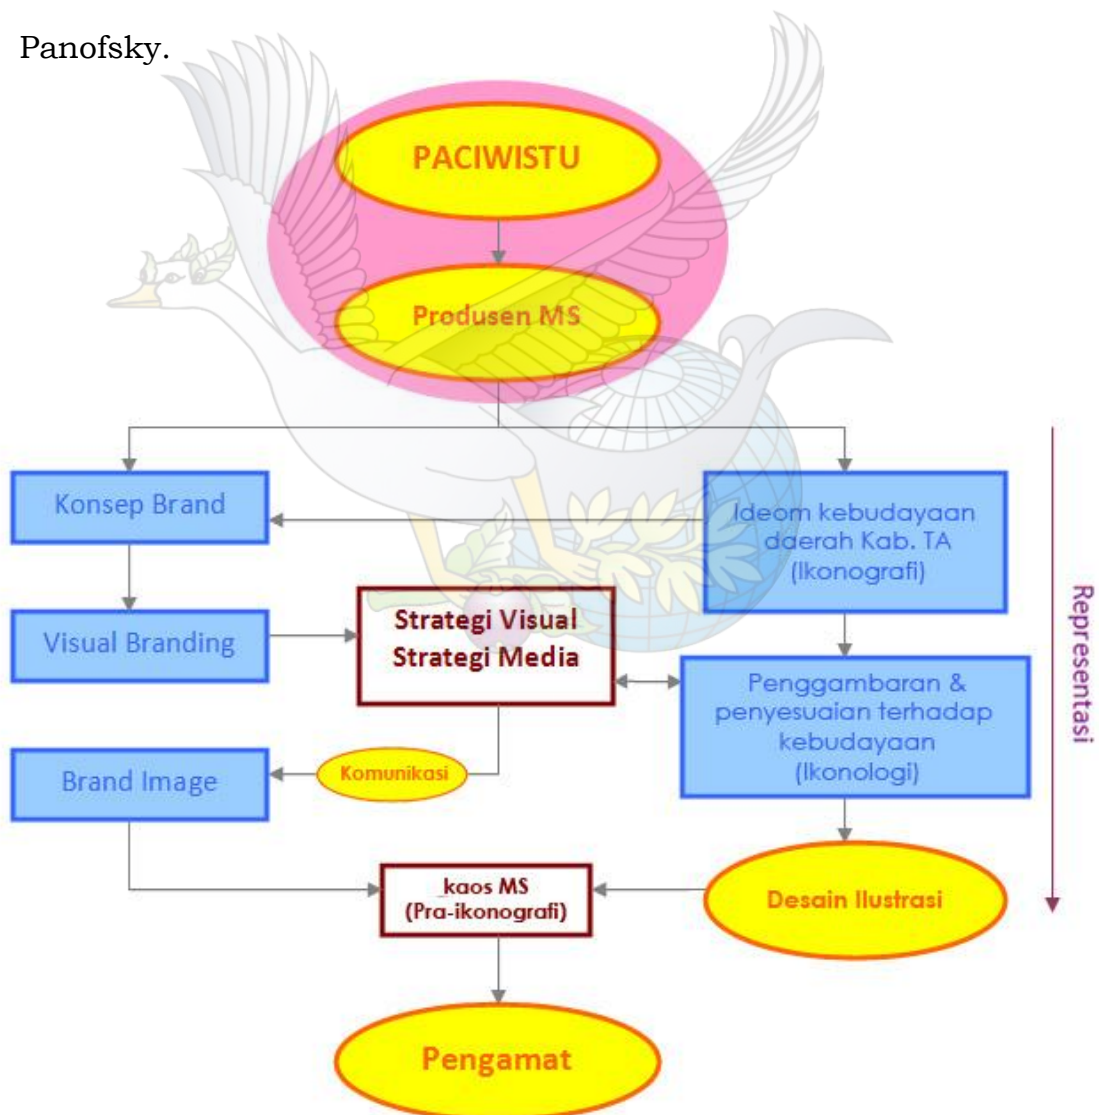 Panofsky.
PACIWISTU
Produsen MS
Konsep Brand
Ideom kebudayaan
daerah Kab. TA
(Ikonografi)
Visual Branding
Strategi Visual
Strategi Media
Penggambaran &
penyesuaian terhadap
kebudayaan
(Ikonologi)
Representasi
Brand Image
Komunikasi
kaos MS
(Pra-ikonografi)
Desain Ilustrasi
Pengamat